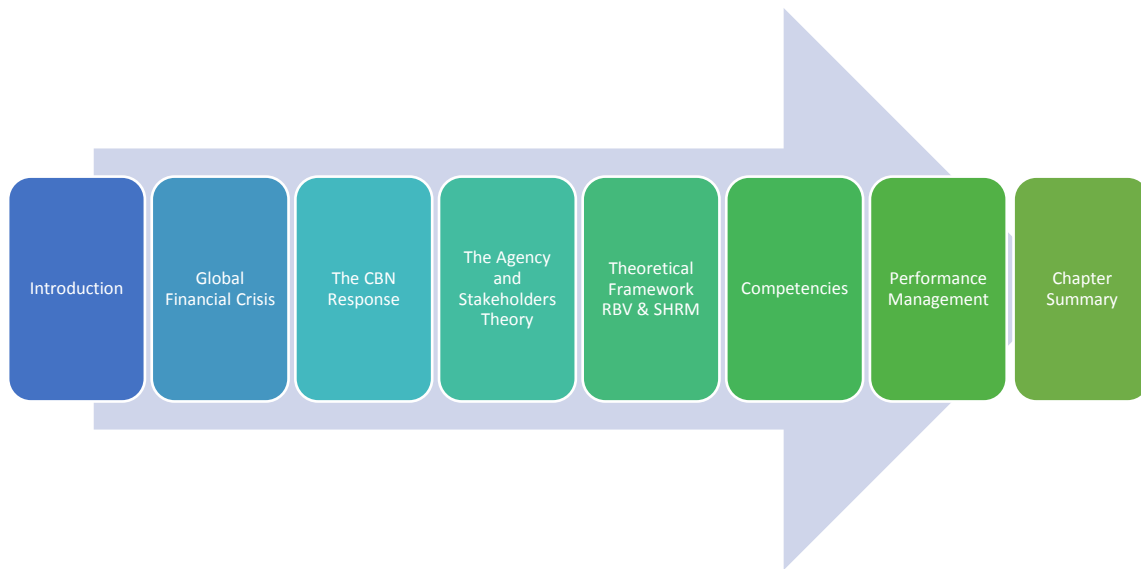 Introduction
Global
Financial Crisis
The CBN
Response
The Agency
and
Stakeholders
Theory
Theoretical
Framework
RBV & SHRM
Competencies
Performance
Management
Chapter
Summary